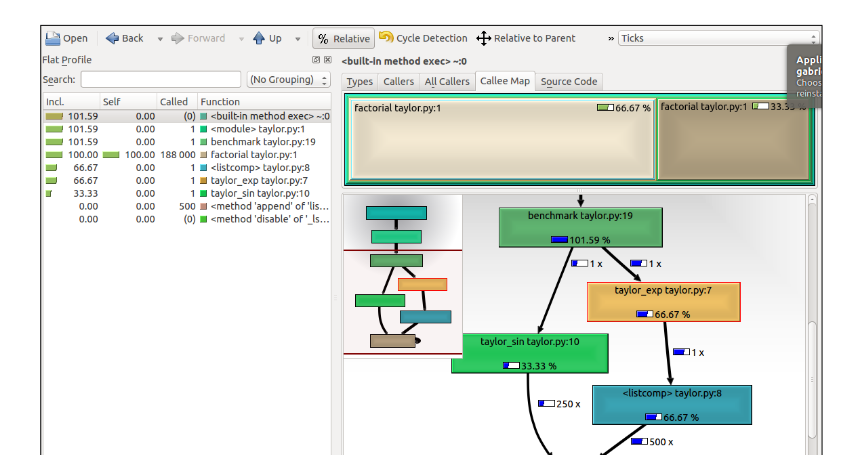 Open Back Forward Up % Relative Cycle Detection Relative to Parent » Ticks
Flat Profile
Search: (No Grouping)
Incl. Self Called Function
101.59 0.00 (0) <built-in method exec> ~:0
101.59 0.00 1 <module> taylor.py:1
101.59 0.00 1 benchmark taylor.py:19
100.00 100.00 188 000 factorial taylor.py:1
66.67 0.00 1 <listcomp> taylor.py:8
66.67 0.00 1 taylor_exp taylor.py:7
33.33 0.00 1 taylor_sin taylor.py:10
0.00 0.00 500 <method 'append' of 'lis...
0.00 0.00 (0) <method 'disable' of '_ls...
<built-in method exec> ~:0
Types Callers All Callers Callee Map Source Code
factorial taylor.py:1 66.67 % factorial taylor.py:1 33.33 %
Appli
gabri
Choos
reinst
benchmark taylor.py:19
101.59 %
1 x 1 x
taylor_exp taylor.py:7
66.67 %
taylor_sin taylor.py:10
33.33 %
1 x
<listcomp> taylor.py:8
66.67 %
250 x
500 x